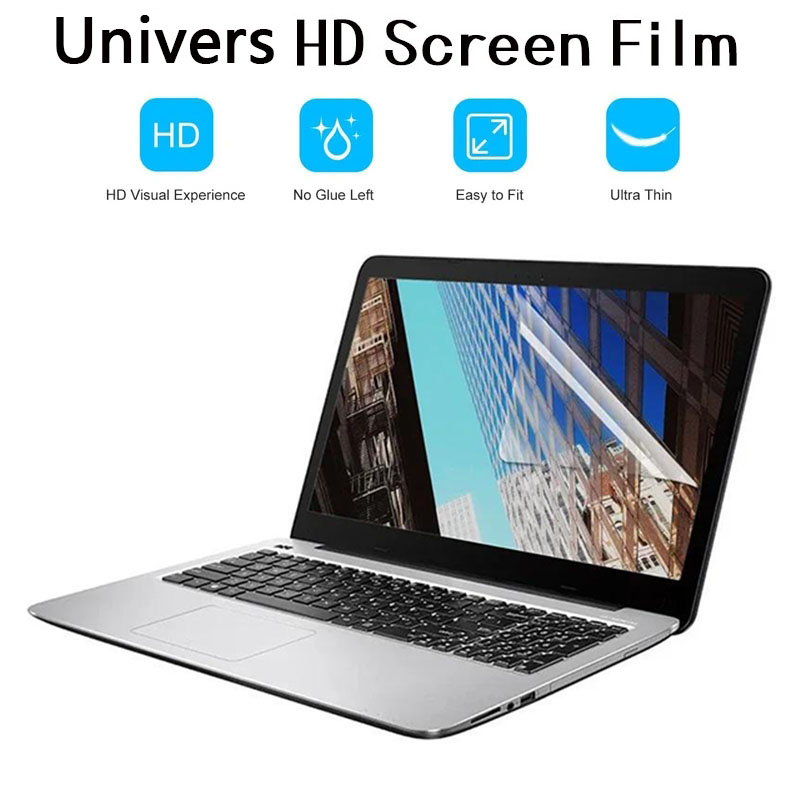 Univers HD Screen Film
HD
HD Visual Experience
No Glue Left
Easy to Fit
Ultra Thin